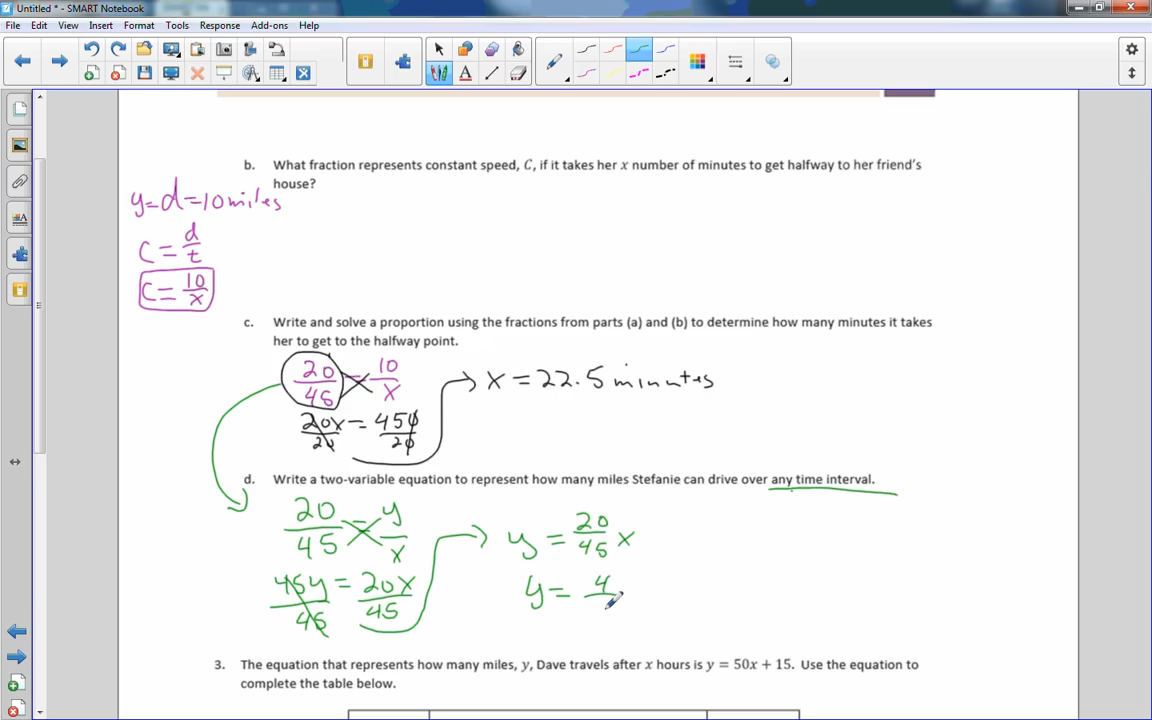 Untitled * - SMART Notebook
File Edit View Insert Format Tools Response Add-ons Help
b. What fraction represents constant speed, C, if it takes her x number of minutes to get halfway to her friend's
house?
y=d=10miles
C = d/t
C = 10/x
c. Write and solve a proportion using the fractions from parts (a) and (b) to determine how many minutes it takes
her to get to the halfway point.
20/45 = 10/x
20x/20 = 450/20
x = 22.5 minutes
d. Write a two-variable equation to represent how many miles Stefanie can drive over any time interval.
20/45 = y/x
45y/45 = 20x/45
y = 20/45 x
y = 4
3. The equation that represents how many miles, y, Dave travels after x hours is y = 50x + 15. Use the equation to
complete the table below.